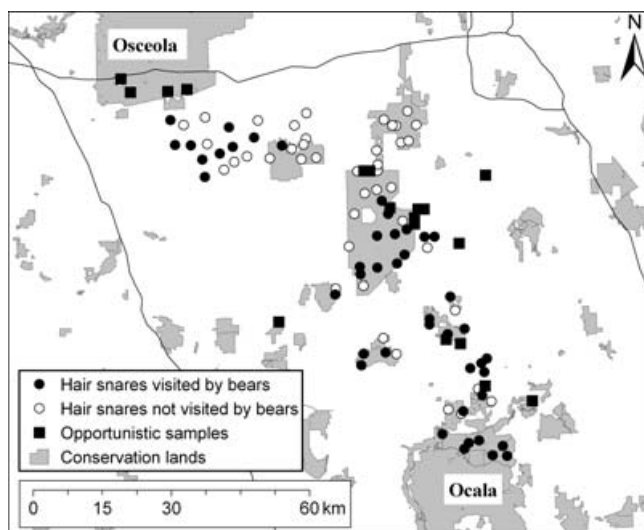 Osceola
N
Hair snares visited by bears
Hair snares not visited by bears
Opportunistic samples
Conservation lands
0 15 30 60 km
Ocala